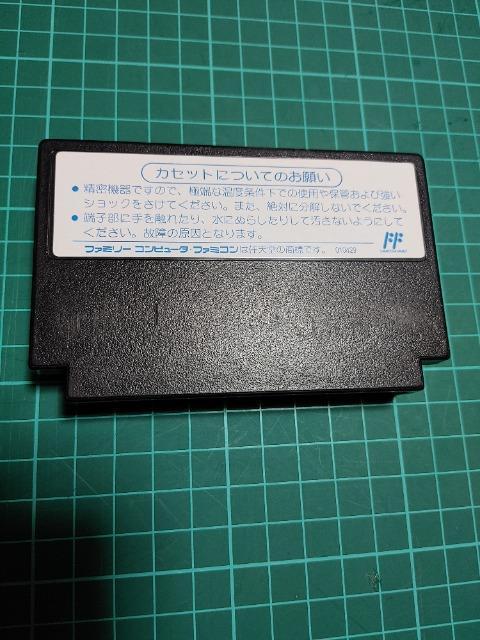 カセットについてのお願い
●精密機器ですので、極端な温度条件下での使用や保管および強い
ショックをさけてください。また、絶対に分解しないでください。
●端子部に手を触れたり、水にぬらしたりして汚さないようにして
ください。故障の原因となります。
ファミリーコンピュータ・ファミコンは任天堂の商標です。 010429
FF